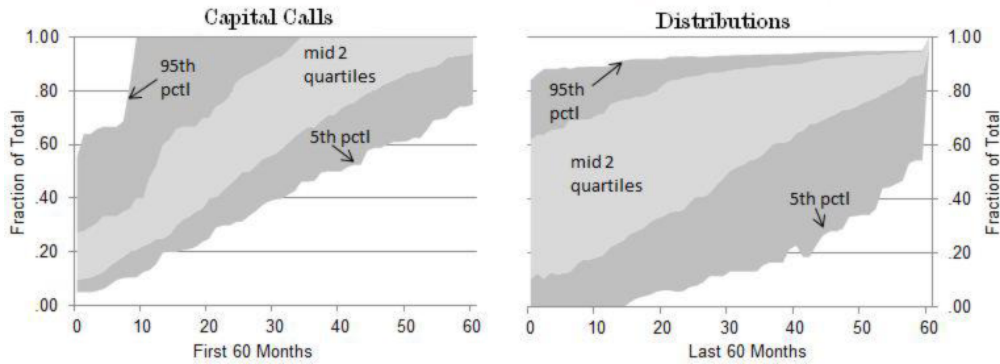 Capital Calls
Distributions
Fraction of Total
1.00
.80
.60
.40
.20
.00
95th
pctl
mid 2
quartiles
5th pctl
0 10 20 30 40 50 60
First 60 Months
95th
pctl
mid 2
quartiles
5th pctl
0 10 20 30 40 50 60
Last 60 Months
1.00
.80
.60
.40
.20
.00
Fraction of Total